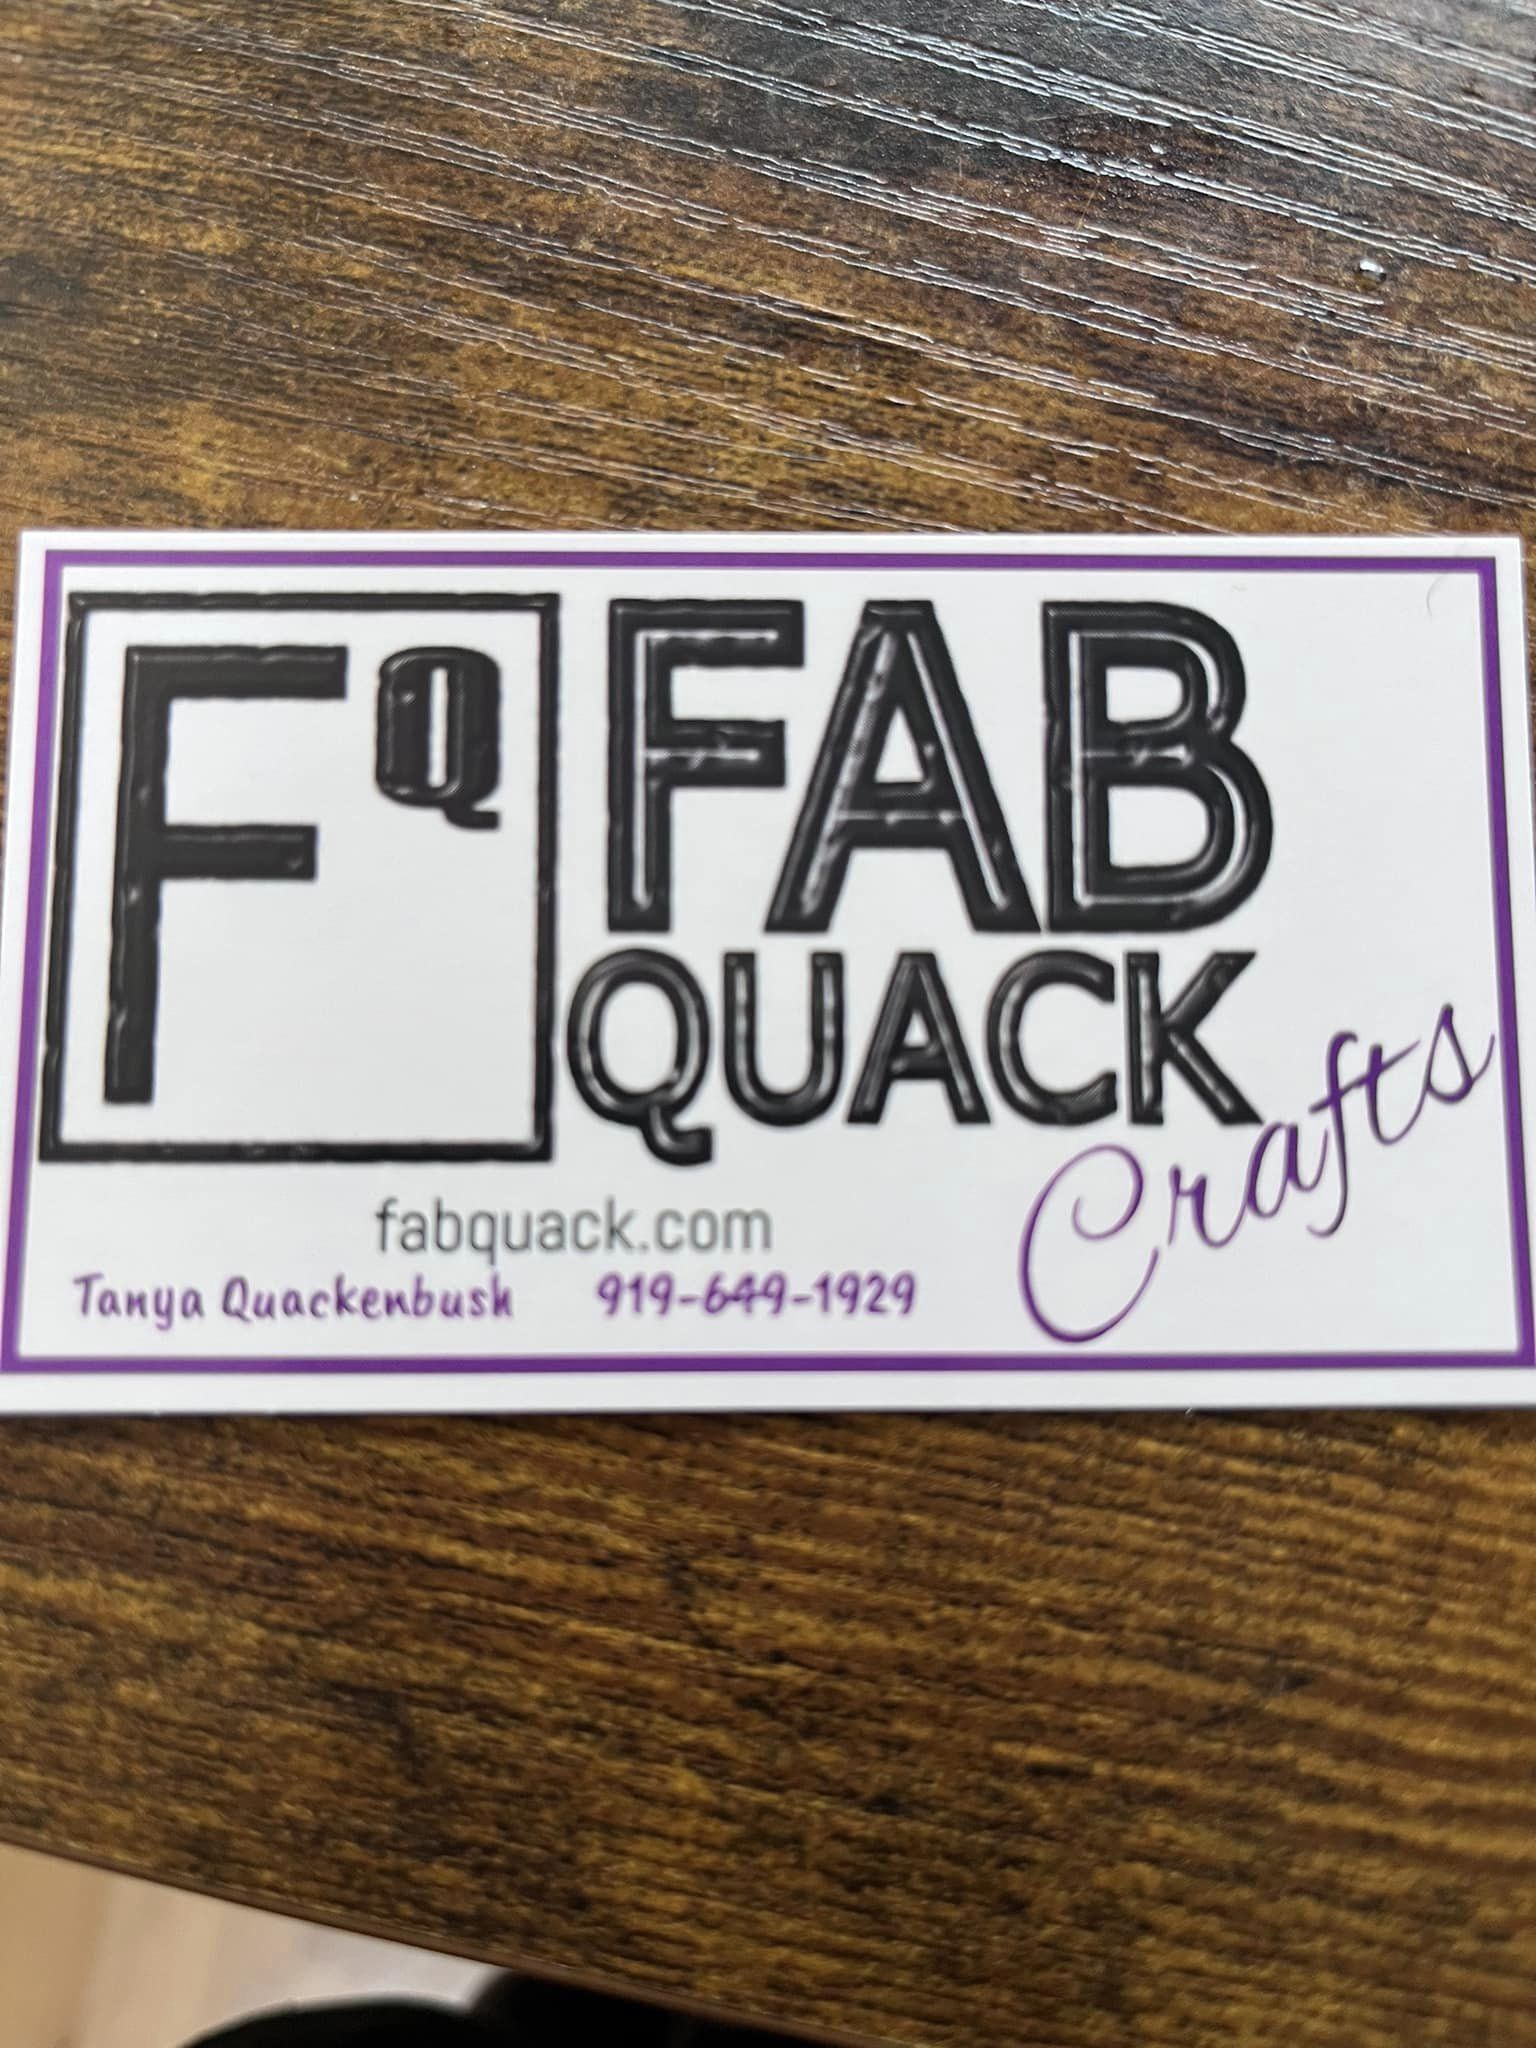 FQ
FAB
QUACK
Crafts
fabquack.com
Tanya Quackenbush 919-649-1929